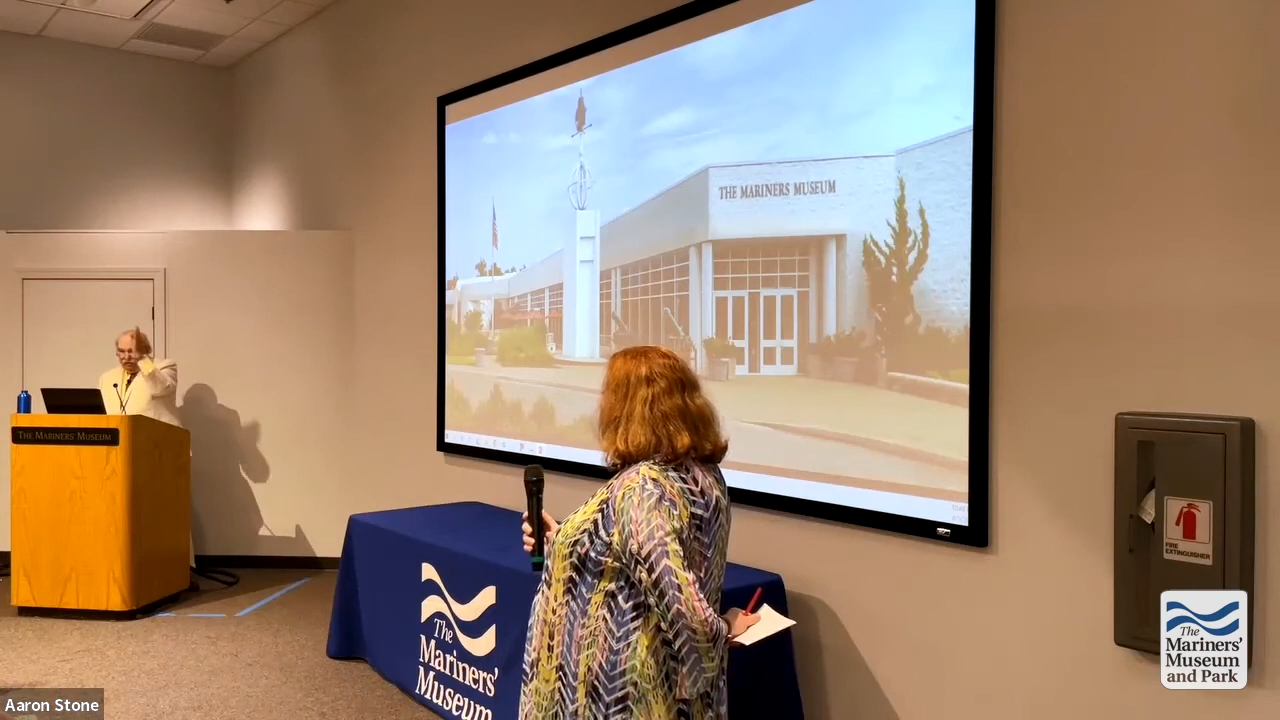 THE MARINERS MUSEUM
THE MARINERS' MUSEUM
The
Mariners'
Museum
FIRE
EXTINGUISHER
The
Mariners'
Museum
and Park
Aaron Stone